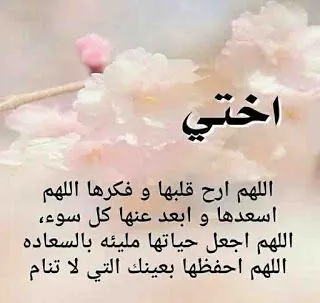 اختي
اللهم ارح قلبها و فكرها اللهم
اسعدها و ابعد عنها كل سوء،
اللهم اجعل حياتها مليئه بالسعاده
اللهم احفظها بعينك التي لا تنام